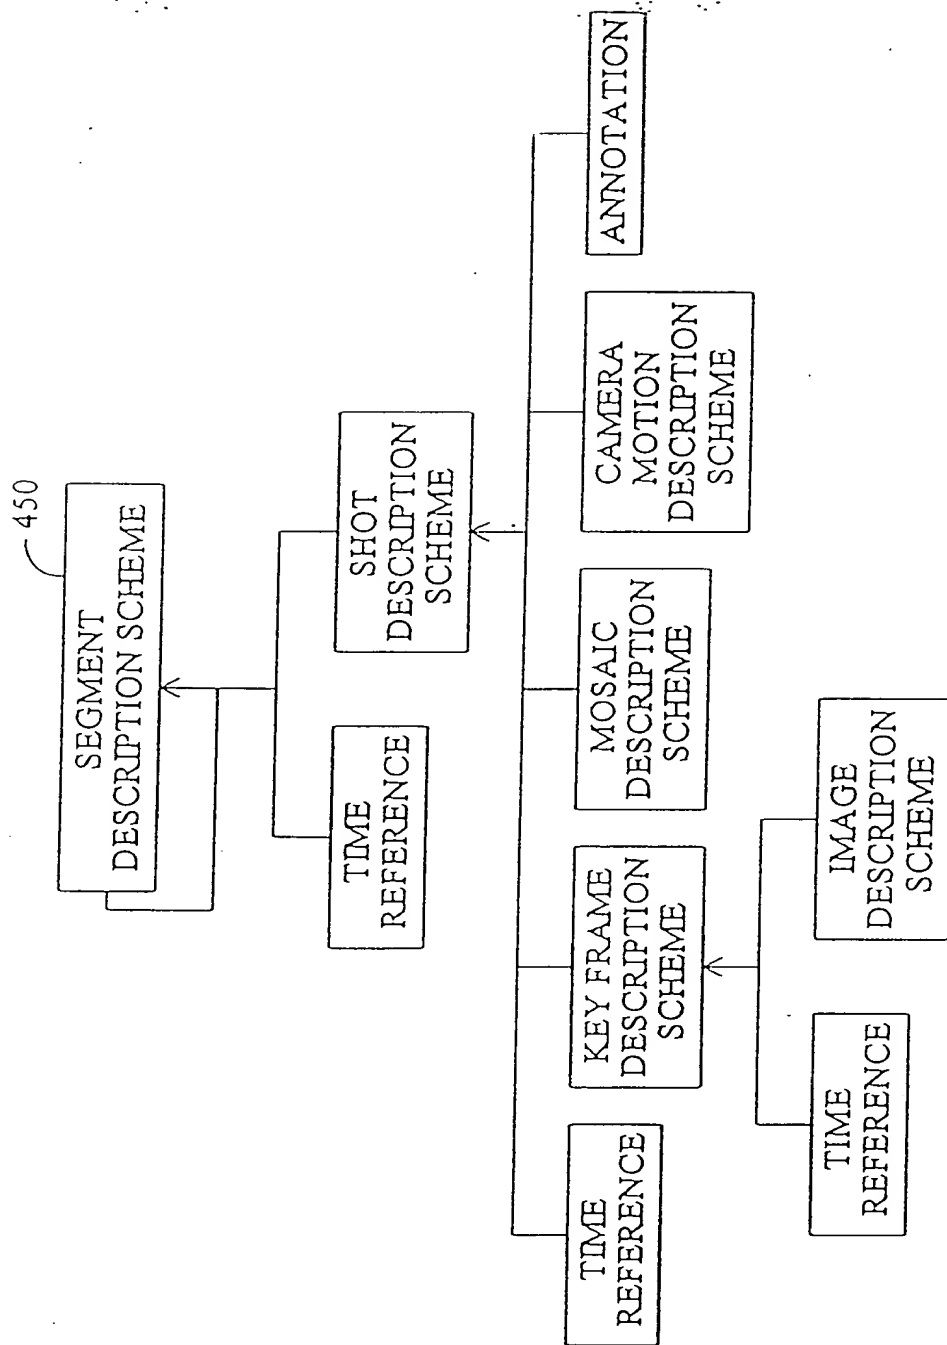 450
SEGMENT
DESCRIPTION SCHEME
TIME
REFERENCE
SHOT
DESCRIPTION
SCHEME
TIME
REFERENCE
KEY FRAME
DESCRIPTION
SCHEME
MOSAIC
DESCRIPTION
SCHEME
CAMERA
MOTION
DESCRIPTION
SCHEME
ANNOTATION
TIME
REFERENCE
IMAGE
DESCRIPTION
SCHEME